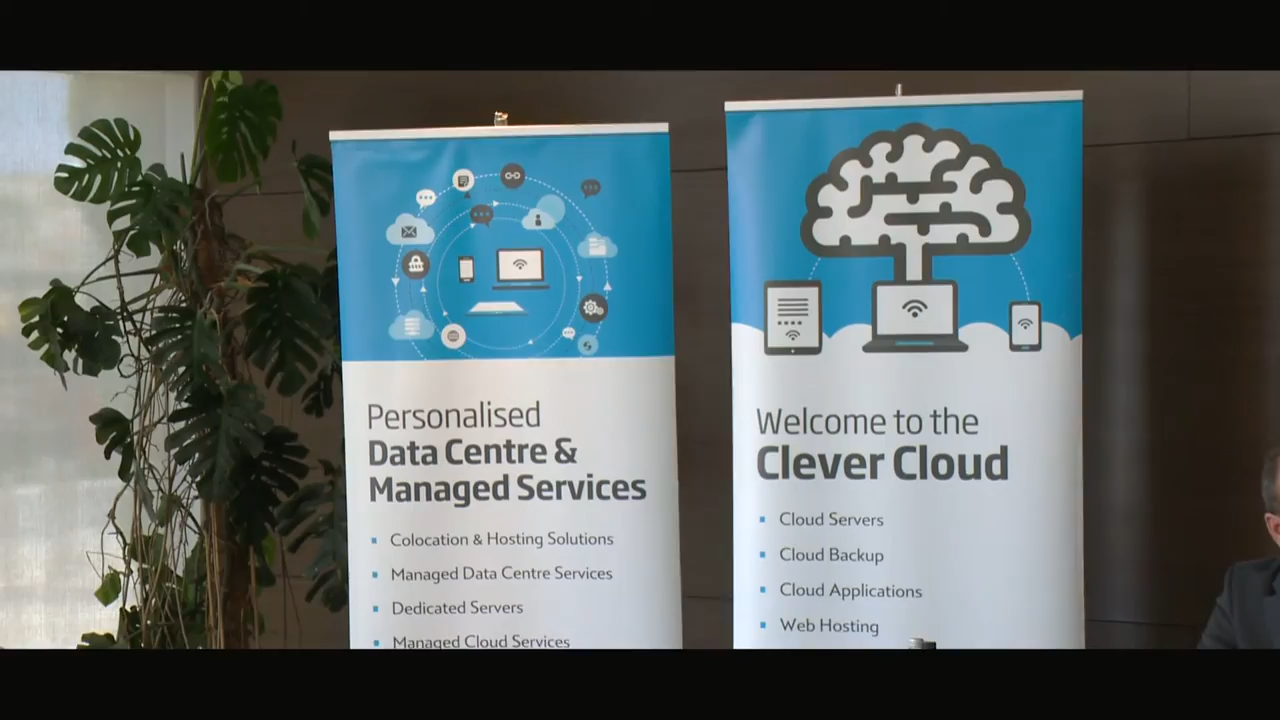 Personalised
Data Centre &
Managed Services
Colocation & Hosting Solutions
Managed Data Centre Services
Dedicated Servers
Managed Cloud Services
Welcome to the
Clever Cloud
Cloud Servers
Cloud Backup
Cloud Applications
Web Hosting